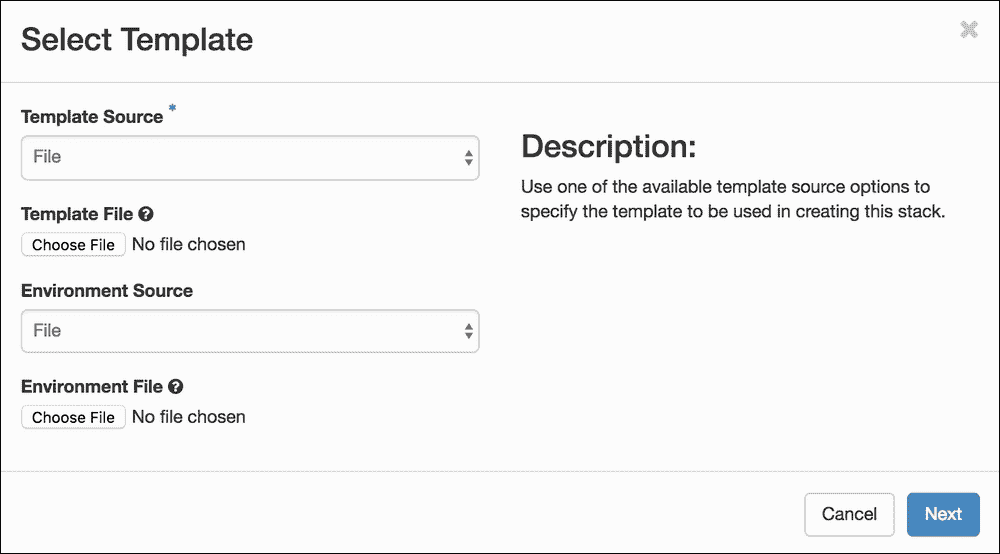 Select Template
Template Source *
File
Template File
Choose File No file chosen
Environment Source
File
Environment File
Choose File No file chosen
Description:
Use one of the available template source options to
specify the template to be used in creating this stack.
Cancel
Next